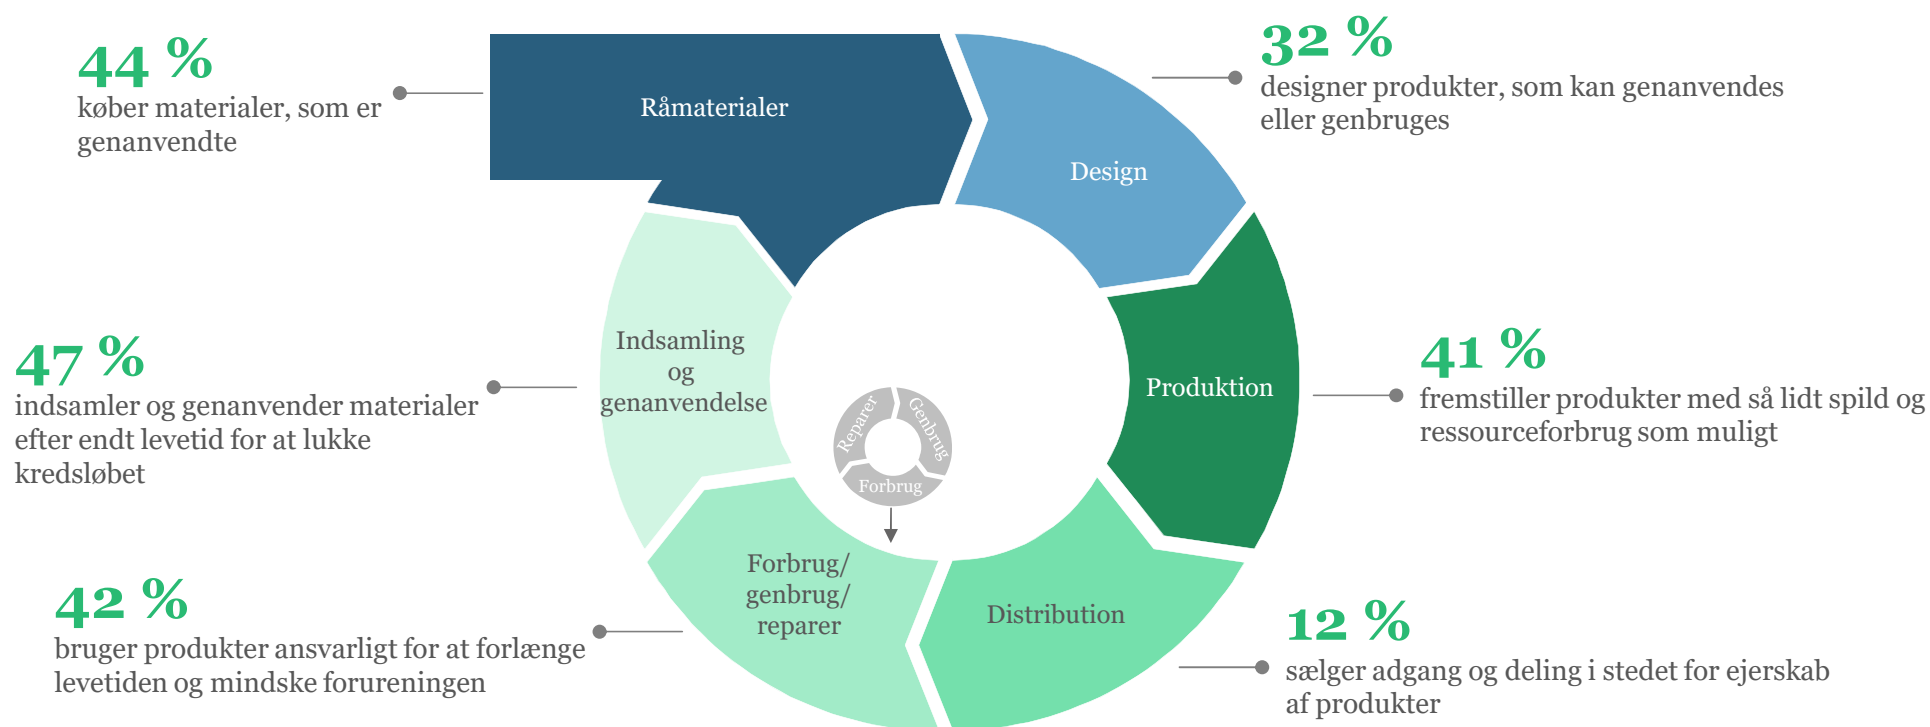 44 %
køber materialer, som er
genanvendte
Råmaterialer
32 %
designer produkter, som kan genanvendes
eller genbruges
Design
47 %
indsamler og genanvender materialer
efter endt levetid for at lukke
kredsløbet
Indsamling
og
genanvendelse
Reparer
Genbrug
Forbrug
Produktion
41 %
fremstiller produkter med så lidt spild og
ressourceforbrug som muligt
42 %
bruger produkter ansvarligt for at forlænge
levetiden og mindske forureningen
Forbrug/
genbrug/
reparer
Distribution
12 %
sælger adgang og deling i stedet for ejerskab
af produkter